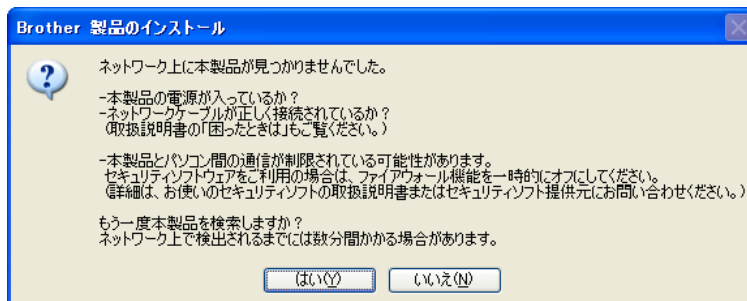 Brother 製品のインストール
ネットワーク上に本製品が見つかりませんでした。
-本製品の電源が入っているか？
-ネットワークケーブルが正しく接続されているか？
（取扱説明書の「困ったときは」もご覧ください。）
-本製品とパソコン間の通信が制限されている可能性があります。
セキュリティソフトウェアをご利用の場合は、ファイアウォール機能を一時的にオフにしてください。
（詳細は、お使いのセキュリティソフトの取扱説明書またはセキュリティソフト提供元にお問い合わせください。）
もう一度本製品を検索しますか？
ネットワーク上で検出されるまでには数分間かかる場合があります。
はい(Y)
いいえ(N)